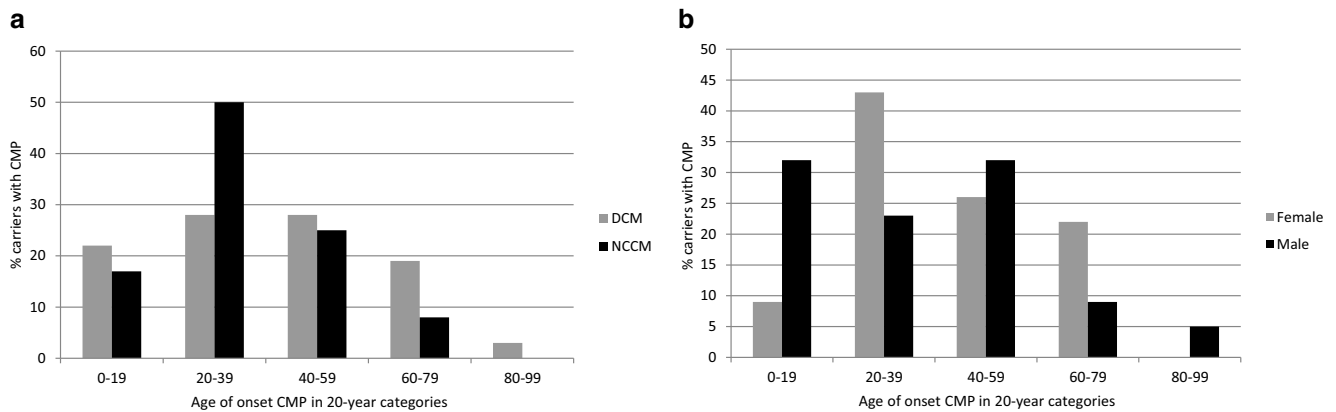 a
% carriers with CMP
60
50
40
30
20
10
0
0-19 20-39 40-59 60-79 80-99
Age of onset CMP in 20-year categories
DCM
NCCM
b
% carriers with CMP
50
45
40
35
30
25
20
15
10
5
0
0-19 20-39 40-59 60-79 80-99
Age of onset CMP in 20-year categories
Female
Male